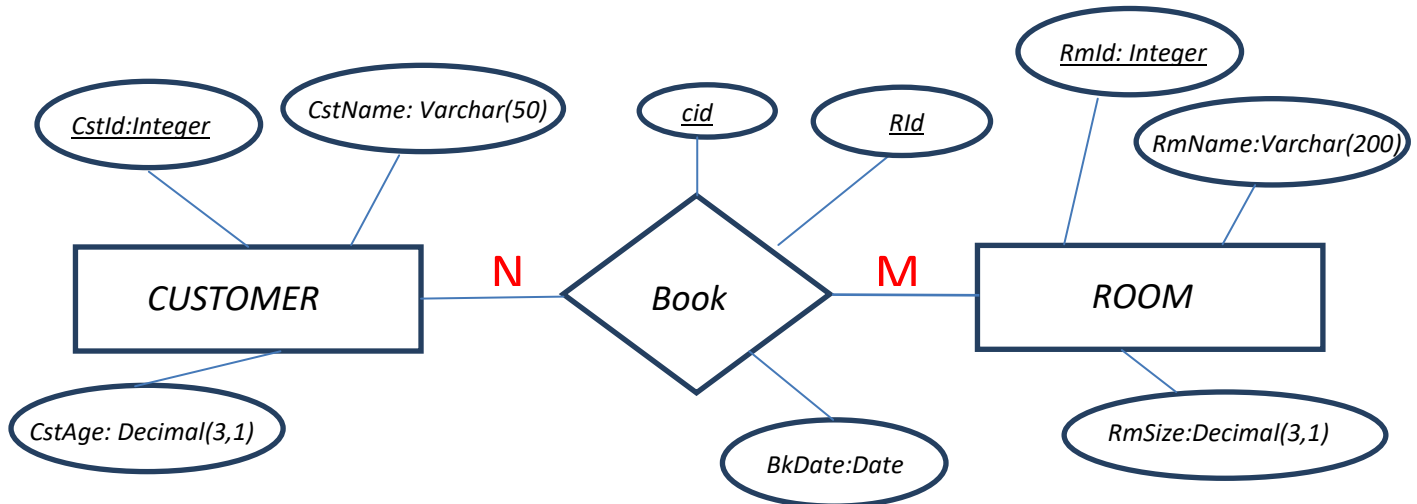 RmId: Integer
CstId:Integer
CstName: Varchar(50)
cid
RId
RmName:Varchar(200)
CUSTOMER
N
Book
M
ROOM
CstAge: Decimal(3,1)
BkDate:Date
RmSize:Decimal(3,1)